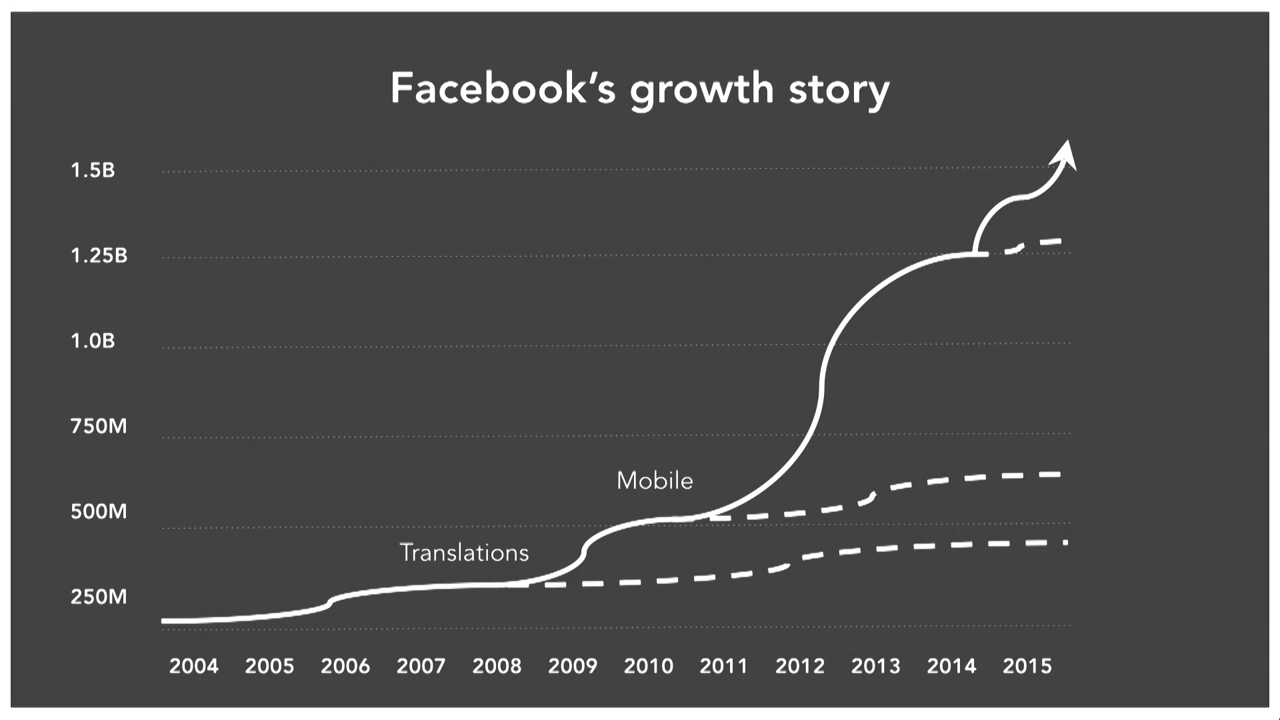 Facebook’s growth story
1.5B
1.25B
1.0B
750M
Mobile
500M
Translations
250M
2004 2005 2006 2007 2008 2009 2010 2011 2012 2013 2014 2015